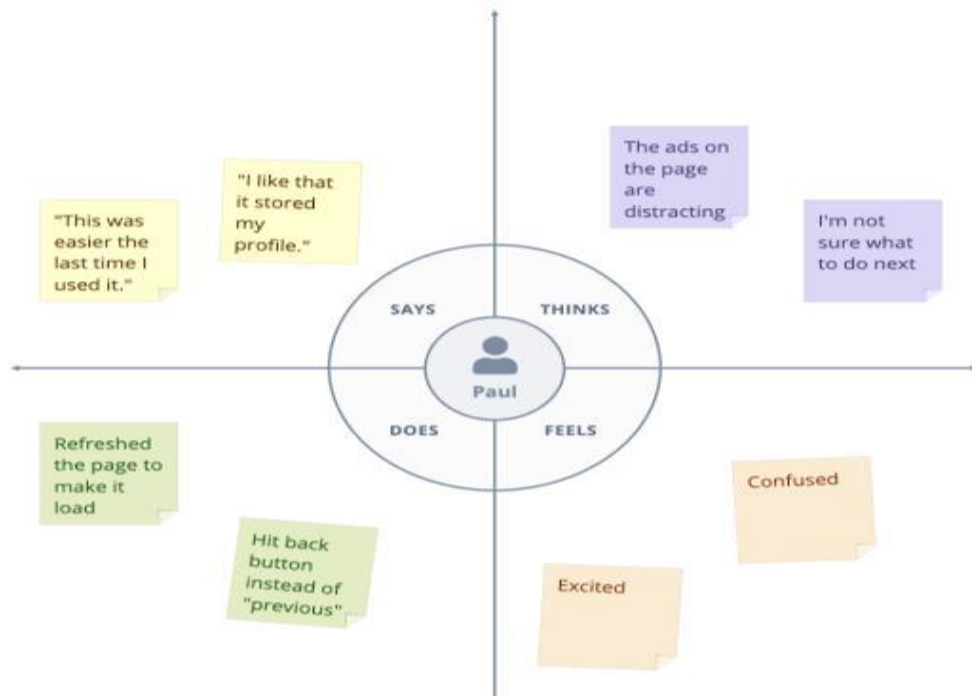 "This was
easier the
last time I
used it."
"I like that
it stored
my
profile."
The ads on
the page
are
distracting
I'm not
sure what
to do next
SAYS
THINKS
Paul
DOES
FEELS
Refreshed
the page to
make it
load
Hit back
button
instead of
"previous"
Excited
Confused